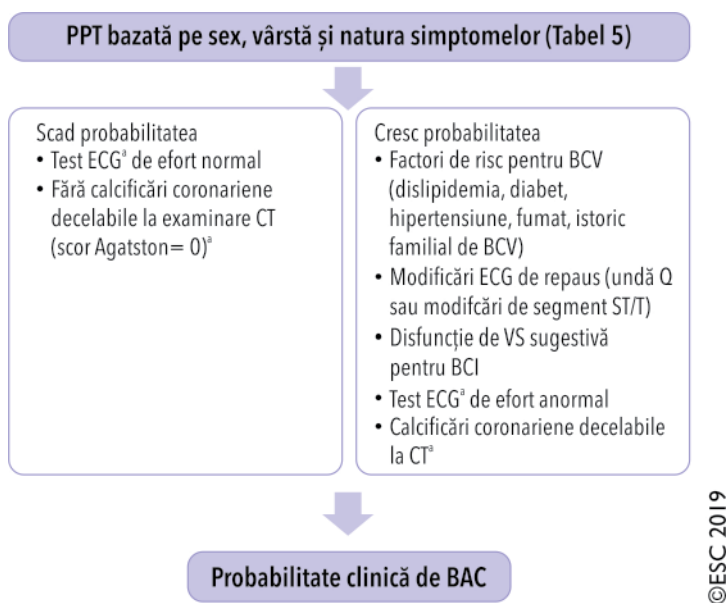 PPT bazată pe sex, vârstă și natura simptomelor (Tabel 5)
Scad probabilitatea
• Test ECGᵃ de efort normal
• Fără calcificări coronariene
decelabile la examinare CT
(scor Agatston= 0)ᵃ
Cresc probabilitatea
• Factori de risc pentru BCV
(dislipidemia, diabet,
hipertensiune, fumat, istoric
familial de BCV)
• Modificări ECG de repaus (undă Q
sau modifcări de segment ST/T)
• Disfuncție de VS sugestivă
pentru BCI
• Test ECGᵃ de efort anormal
• Calcificări coronariene decelabile
la CTᵃ
Probabilitate clinică de BAC
©ESC 2019